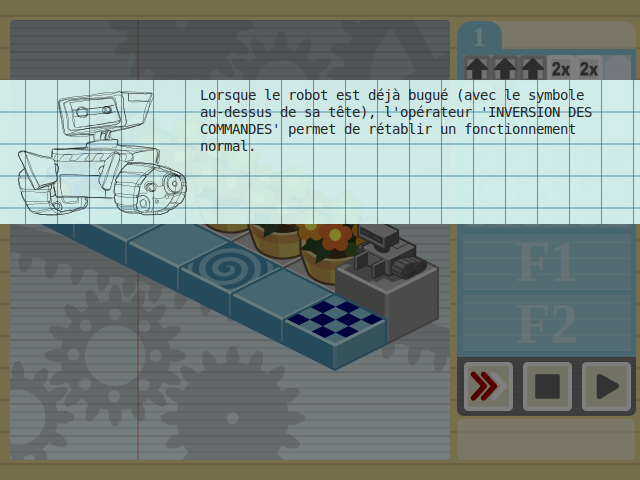 1
2x 2x
Lorsque le robot est déjà bugué (avec le symbole
au-dessus de sa tête), l'opérateur 'INVERSION DES
COMMANDES' permet de rétablir un fonctionnement
normal.
F1
F2